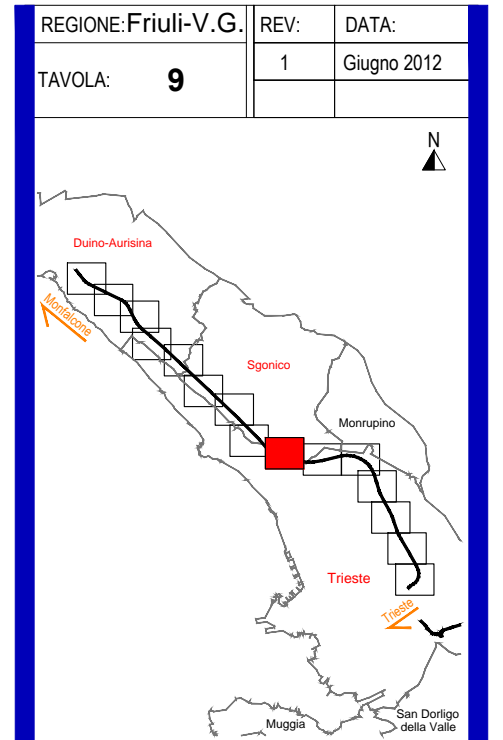 REGIONE: Friuli-V.G.
REV:
DATA:
TAVOLA: 9
1
Giugno 2012
N
Duino-Aurisina
Monfalcone
Sgonico
Monrupino
Trieste
Trieste
Muggia
San Dorligo
della Valle